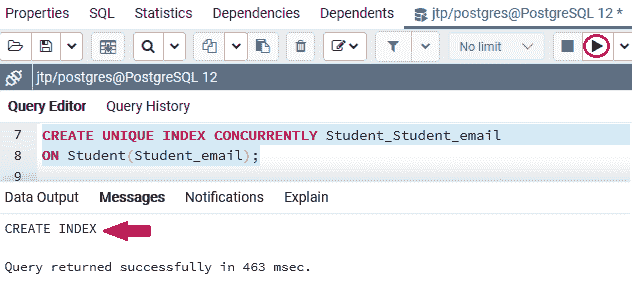 Properties SQL Statistics Dependencies Dependents jtp/postgres@PostgreSQL 12 *
No limit
jtp/postgres@PostgreSQL 12
Query Editor Query History
7 CREATE UNIQUE INDEX CONCURRENTLY Student_Student_email
8 ON Student(Student_email);
9
Data Output Messages Notifications Explain
CREATE INDEX
Query returned successfully in 463 msec.